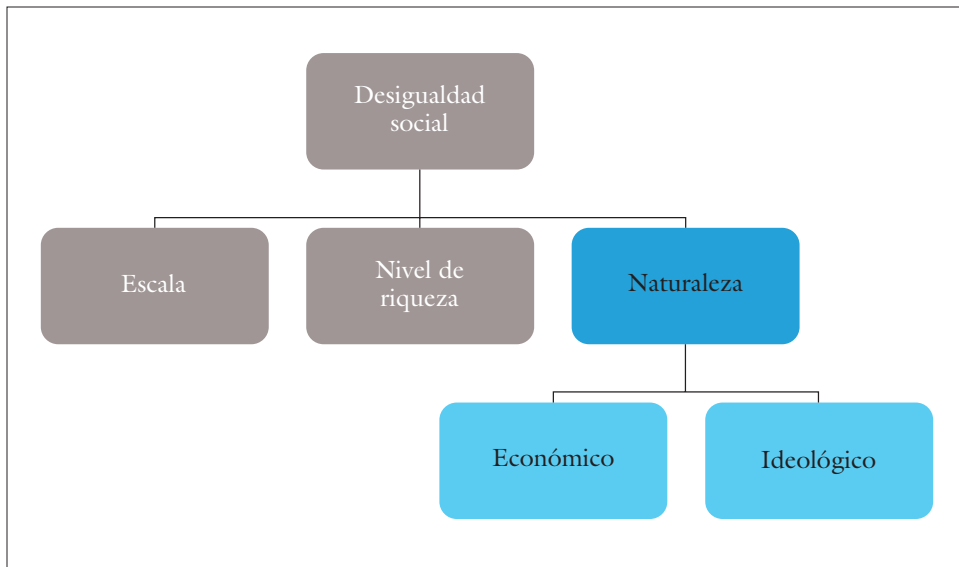 Desigualdad
social
Escala
Nivel de
riqueza
Naturaleza
Económico
Ideológico